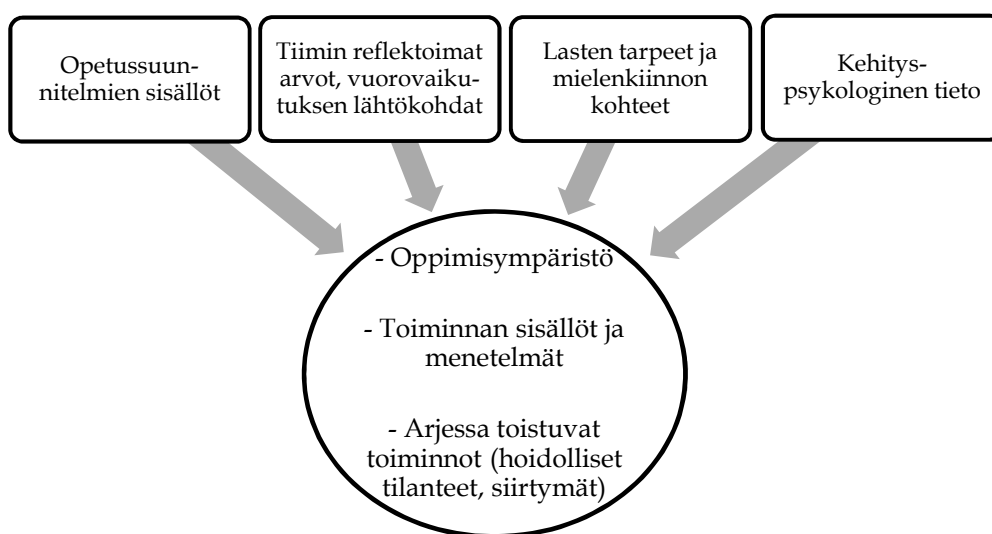 Opetussuun-
nitelmien sisällöt
Tiimin reflektoimat
arvot, vuorovaiku-
tuksen lähtökohdat
Lasten tarpeet ja
mielenkiinnon
kohteet
Kehitys-
psykologinen tieto
- Oppimisympäristö
- Toiminnan sisällöt ja
menetelmät
- Arjessa toistuvat
toiminnot (hoidolliset
tilanteet, siirtymät)